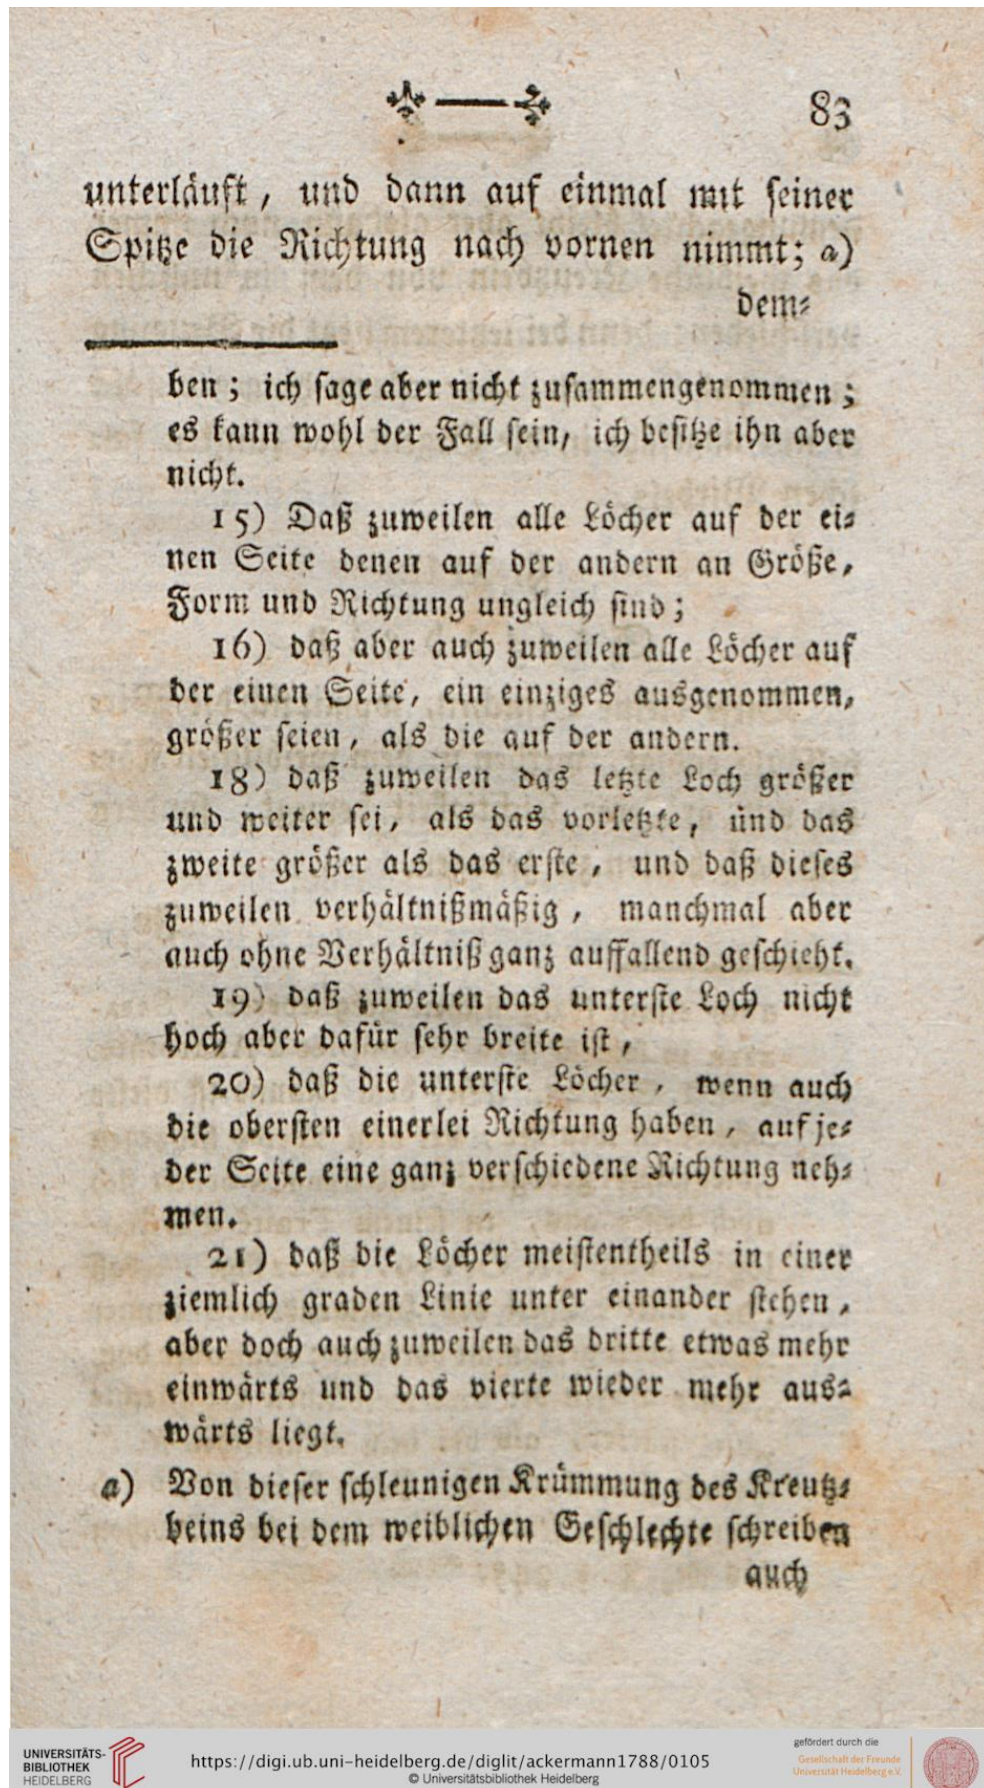 83
unterläuft, und dann auf einmal mit seiner
Spitze die Richtung nach vornen nimmt; a)
dem⸗
ben; ich sage aber nicht zusammengenommen;
es kann wohl der Fall sein, ich besitze ihn aber
nicht.
15) Daß zuweilen alle Löcher auf der ei⸗
nen Seite denen auf der andern an Größe,
Form und Richtung ungleich sind;
16) daß aber auch zuweilen alle Löcher auf
der einen Seite, ein einziges ausgenommen,
größer seien, als die auf der andern.
18) daß zuweilen das letzte Loch größer
und weiter sei, als das vorletzte, und das
zweite größer als das erste, und daß dieses
zuweilen verhältnißmäßig, manchmal aber
auch ohne Verhältniß ganz auffallend geschieht.
19) daß zuweilen das unterste Loch nicht
hoch aber dafür sehr breite ist,
20) daß die unterste Löcher, wenn auch
die obersten einerlei Richtung haben, auf je⸗
der Seite eine ganz verschiedene Richtung neh⸗
men.
21) daß die Löcher meistentheils in einer
ziemlich graden Linie unter einander stehen,
aber doch auch zuweilen das dritte etwas mehr
einwärts und das vierte wieder mehr aus⸗
wärts liegt.
a) Von dieser schleunigen Krümmung des Kreutz⸗
beins bei dem weiblichen Geschlechte schreiben
auch
UNIVERSITÄTS-
BIBLIOTHEK
HEIDELBERG
https://digi.ub.uni-heidelberg.de/diglit/ackermann1788/0105
© Universitätsbibliothek Heidelberg
gefördert durch die
Gesellschaft der Freunde
Universität Heidelberg e.V.